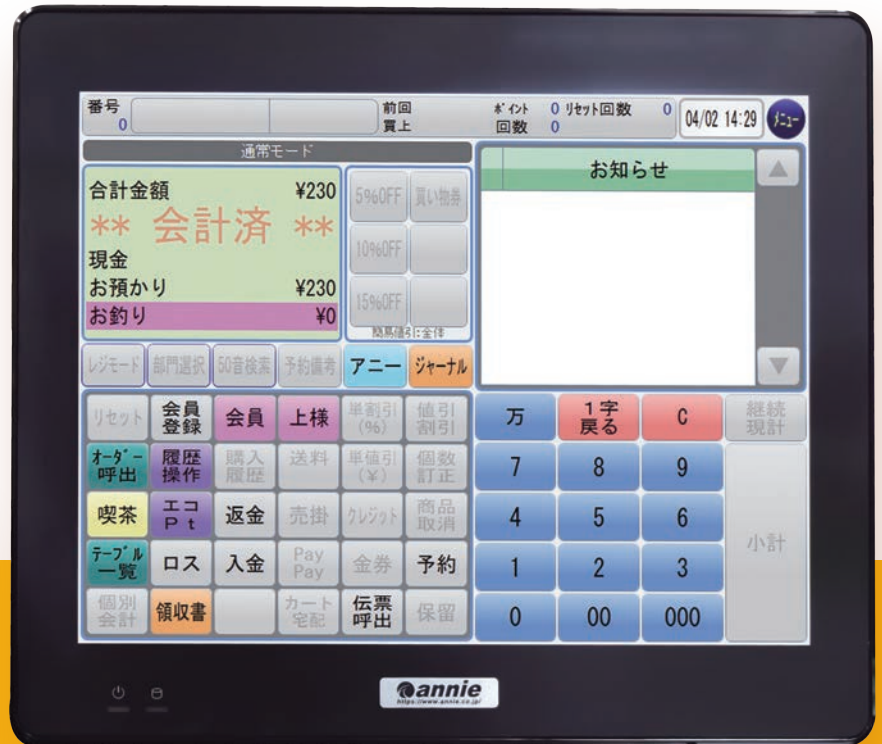 番号 前回 ポイント 0 リセット回数 0 04/02 14:29 メニュー
0 買上 回数 0
通常モード
お知らせ
合計金額 ¥230
** 会計済 **
現金
お預かり ¥230
お釣り ¥0
5%OFF 買い物券
10%OFF
15%OFF
簡易値引:全体
レジモード 部門選択 50音検索 予約備考 アニー ジャーナル
▲
▼
リセット 会員登録 会員 上様 単割引(%) 値引割引
オーダー呼出 履歴操作 購入履歴 送料 単値引(¥) 個数訂正
喫茶 エコPt 返金 売掛 クレジット 商品取消
テーブル一覧 ロス 入金 PayPay 金券 予約
個別会計 領収書 カート宅配 伝票呼出 保留
万 1字戻る C 継続現計
7 8 9
4 5 6 小計
1 2 3
0 00 000
annie
https://www.annie.co.jp/